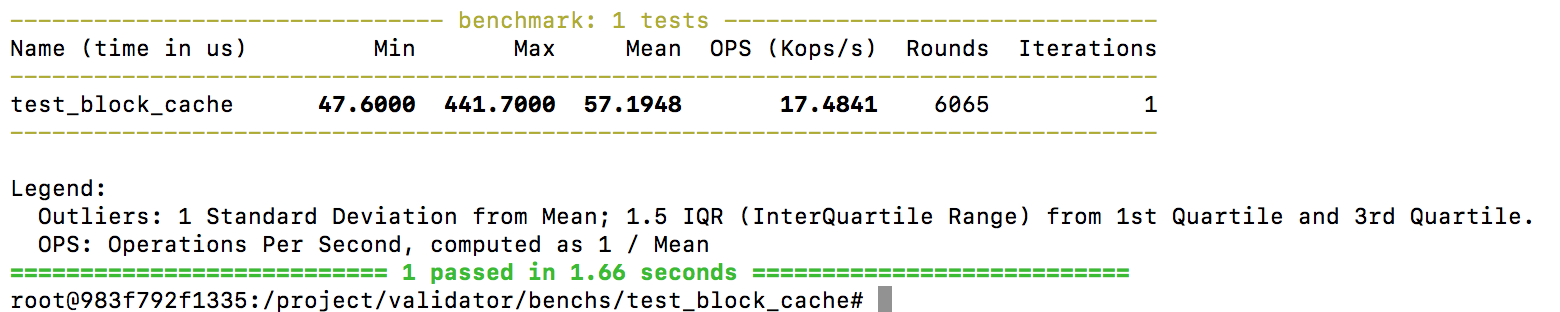 ------------------------------- benchmark: 1 tests -------------------------------
Name (time in us)         Min       Max     Mean  OPS (Kops/s)  Rounds  Iterations
----------------------------------------------------------------------------------
test_block_cache      47.6000  441.7000  57.1948       17.4841    6065           1
----------------------------------------------------------------------------------
Legend:
  Outliers: 1 Standard Deviation from Mean; 1.5 IQR (InterQuartile Range) from 1st Quartile and 3rd Quartile.
  OPS: Operations Per Second, computed as 1 / Mean
=========================== 1 passed in 1.66 seconds ===========================
root@983f792f1335:/project/validator/benchs/test_block_cache#